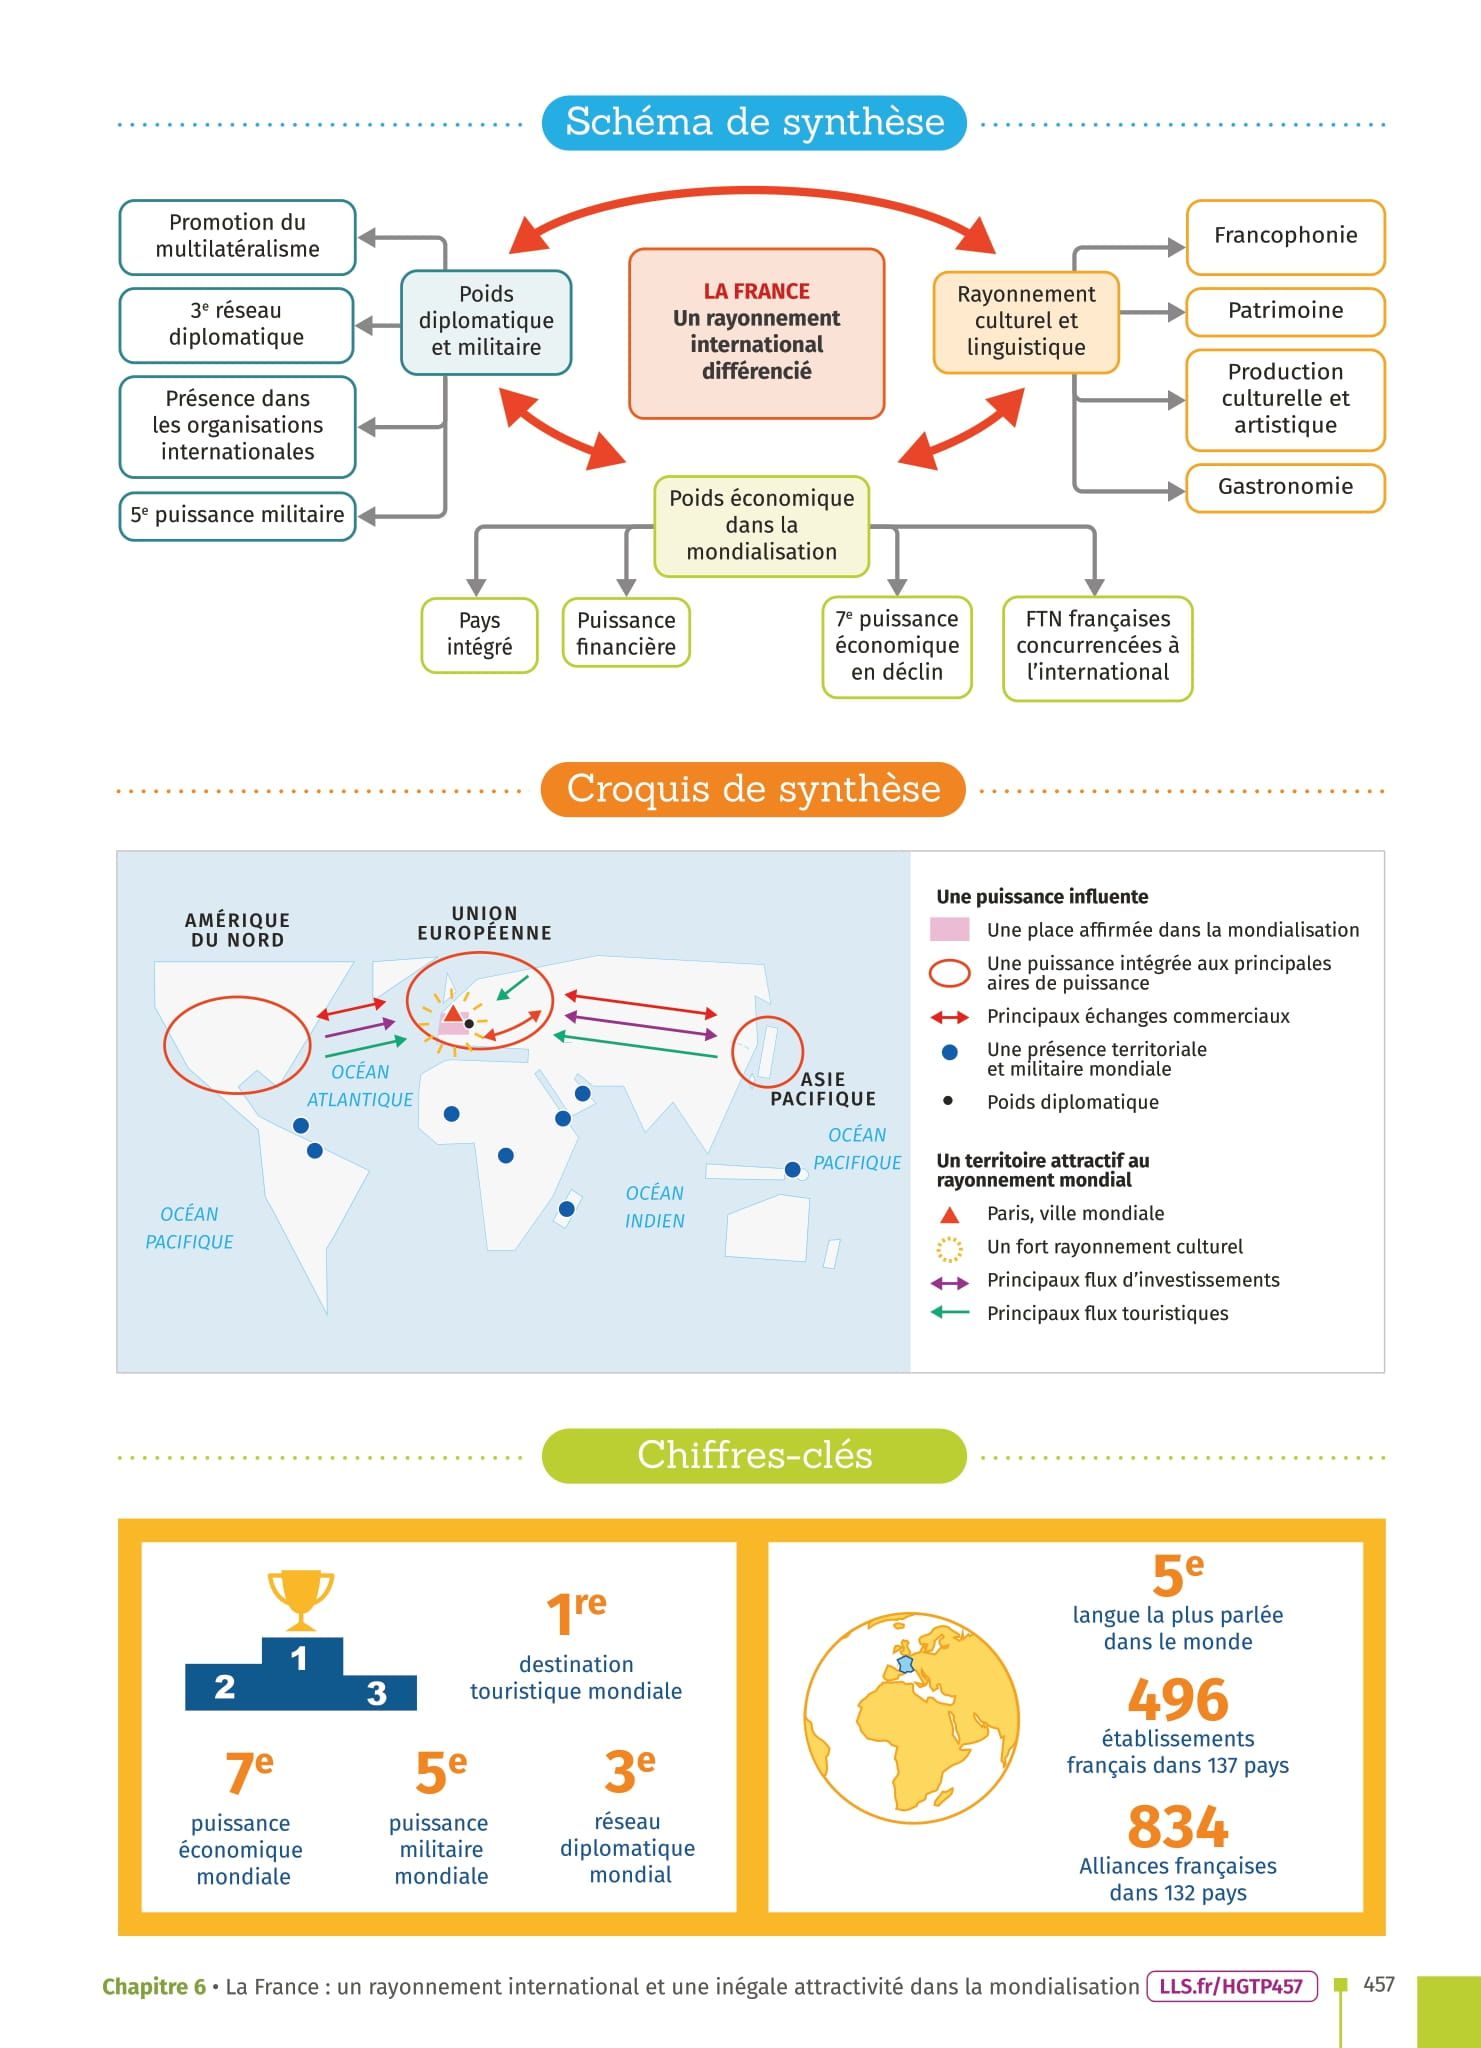 Schéma de synthèse
Promotion du
multilatéralisme
3e réseau
diplomatique
Présence dans
les organisations
internationales
5e puissance militaire
Poids
diplomatique
et militaire
LA FRANCE
Un rayonnement
international
différencié
Rayonnement
culturel et
linguistique
Francophonie
Patrimoine
Production
culturelle et
artistique
Gastronomie
Poids économique
dans la
mondialisation
Pays
intégré
Puissance
financière
7e puissance
économique
en déclin
FTN françaises
concurrencées à
l'international
Croquis de synthèse
AMÉRIQUE
DU NORD
UNION
EUROPÉENNE
OCÉAN
ATLANTIQUE
ASIE
PACIFIQUE
OCÉAN
PACIFIQUE
OCÉAN
INDIEN
OCÉAN
PACIFIQUE
Une puissance influente
Une place affirmée dans la mondialisation
Une puissance intégrée aux principales
aires de puissance
Principaux échanges commerciaux
Une présence territoriale
et militaire mondiale
Poids diplomatique
Un territoire attractif au
rayonnement mondial
Paris, ville mondiale
Un fort rayonnement culturel
Principaux flux d'investissements
Principaux flux touristiques
Chiffres-clés
1
2
3
1re
destination
touristique mondiale
7e
puissance
économique
mondiale
5e
puissance
militaire
mondiale
3e
réseau
diplomatique
mondial
5e
langue la plus parlée
dans le monde
496
établissements
français dans 137 pays
834
Alliances françaises
dans 132 pays
Chapitre 6 • La France : un rayonnement international et une inégale attractivité dans la mondialisation LLS.fr/HGTP457 457